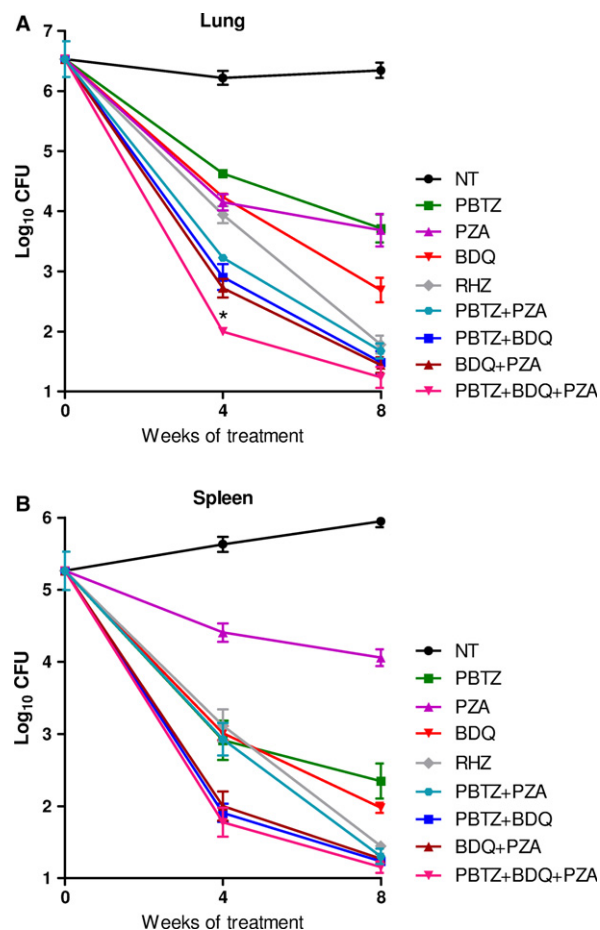 A
Lung
7
6
5
4
3
2
1
Log10 CFU
*
0
4
8
Weeks of treatment
NT
PBTZ
PZA
BDQ
RHZ
PBTZ+PZA
PBTZ+BDQ
BDQ+PZA
PBTZ+BDQ+PZA
B
Spleen
6
5
4
3
2
1
Log10 CFU
0
4
8
Weeks of treatment
NT
PBTZ
PZA
BDQ
RHZ
PBTZ+PZA
PBTZ+BDQ
BDQ+PZA
PBTZ+BDQ+PZA